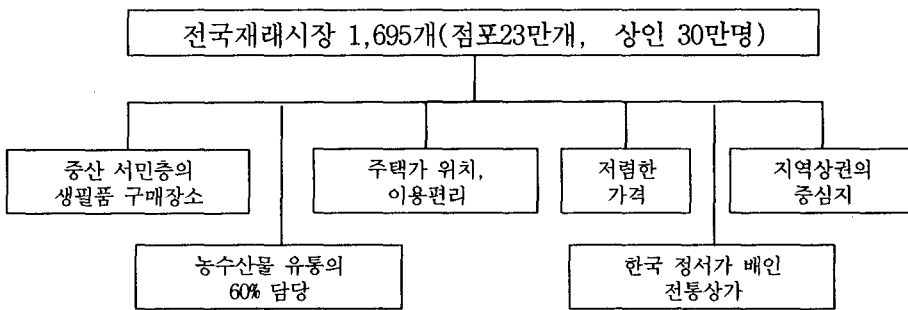 전국재래시장 1,695개(점포23만개, 상인 30만명)
중산 서민층의
생필품 구매장소
주택가 위치,
이용편리
저렴한
가격
지역상권의
중심지
농수산물 유통의
60% 담당
한국 정서가 배인
전통상가